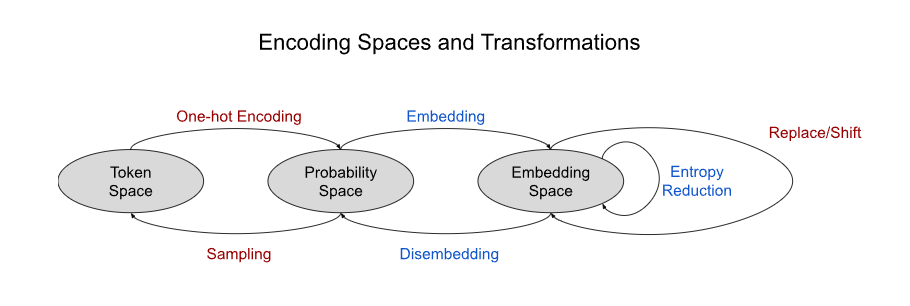 Encoding Spaces and Transformations
One-hot Encoding
Embedding
Replace/Shift
Token
Space
Probability
Space
Embedding
Space
Entropy
Reduction
Sampling
Disembedding